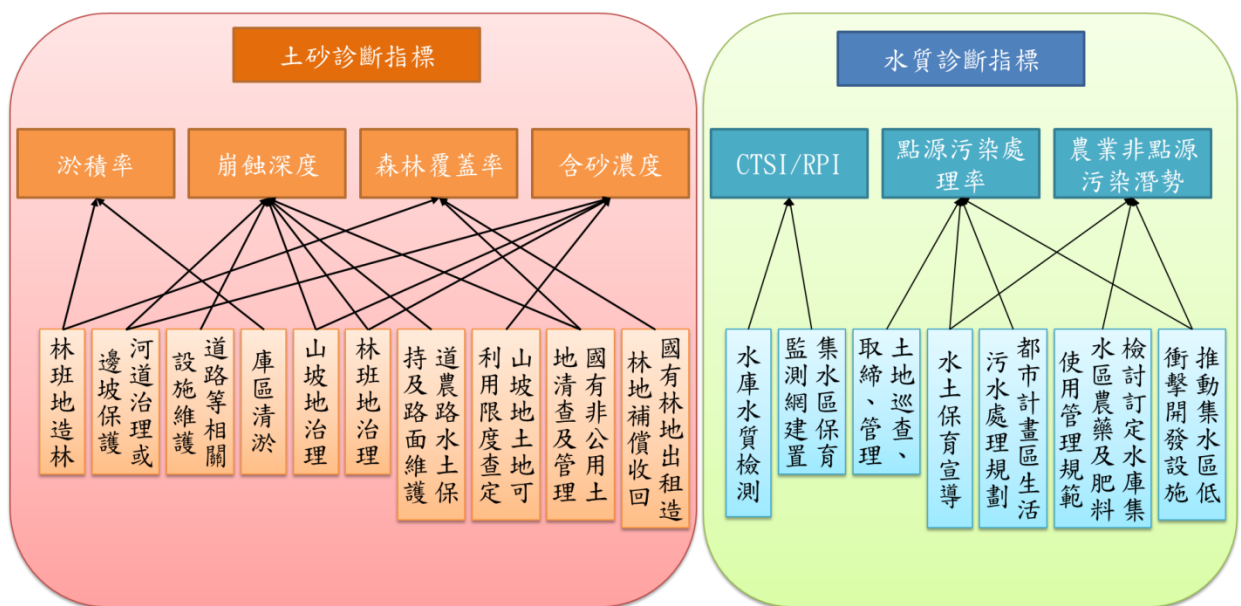 土砂診斷指標
水質診斷指標
淤積率
崩蝕深度
森林覆蓋率
含砂濃度
CTSI/RPI
點源污染處
理率
農業非點源
污染潛勢
林班地造林
河道治理或
邊坡保護
道路等相關
設施維護
庫區清淤
山坡地治理
林班地治理
道農路水土保
持及路面維護
山坡地土地可
利用限度查定
國有非公用土
地清查及管理
國有林地出租造
林地補償收回
水庫水質檢測
集水區保育
監測網建置
土地巡查、
取締、管理
水土保育宣導
都市計畫區生活
污水處理規劃
檢討訂定水庫集
水區農藥及肥料
使用管理規範
推動集水區低
衝擊開發設施